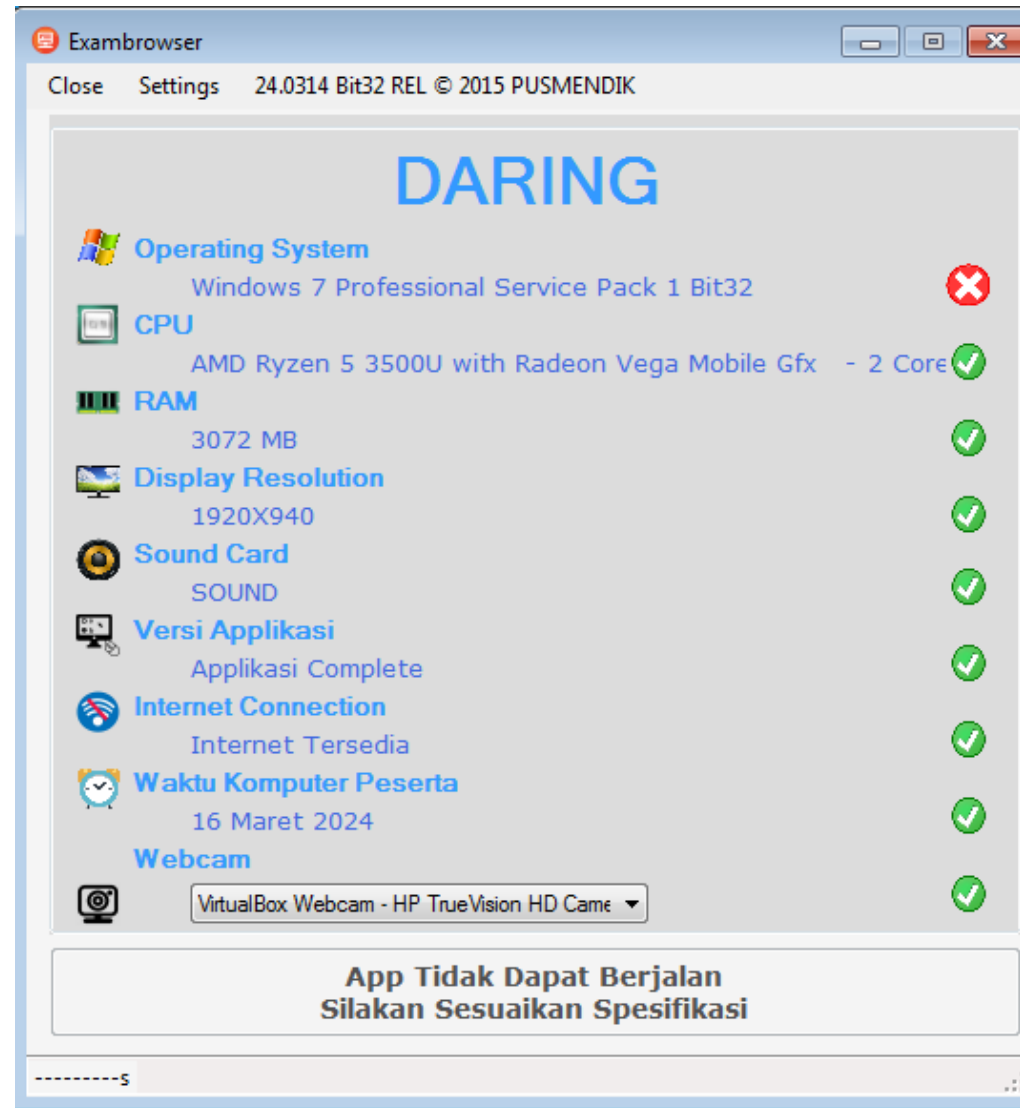 Exambrowser
Close Settings 24.0314 Bit32 REL © 2015 PUSMENDIK
DARING
Operating System
Windows 7 Professional Service Pack 1 Bit32
CPU
AMD Ryzen 5 3500U with Radeon Vega Mobile Gfx - 2 Core
RAM
3072 MB
Display Resolution
1920X940
Sound Card
SOUND
Versi Applikasi
Applikasi Complete
Internet Connection
Internet Tersedia
Waktu Komputer Peserta
16 Maret 2024
Webcam
VirtualBox Webcam - HP TrueVision HD Came
App Tidak Dapat Berjalan
Silakan Sesuaikan Spesifikasi
---------s